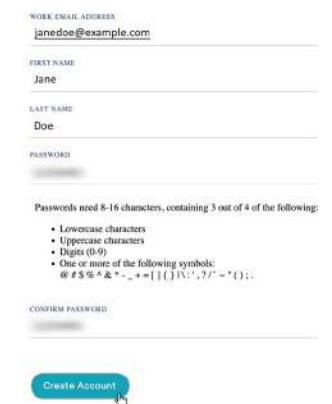 WORK EMAIL ADDRESS
janedoe@example.com
FIRST NAME
Jane
LAST NAME
Doe
PASSWORD
Passwords need 8-16 characters, containing 3 out of 4 of the following:
• Lowercase characters
• Uppercase characters
• Digits (0-9)
• One or more of the following symbols:
@ # $ % ^ & * - _ + = [ ] { } | \ : ' , ? / ` ~ " ( ) ; .
CONFIRM PASSWORD
Create Account